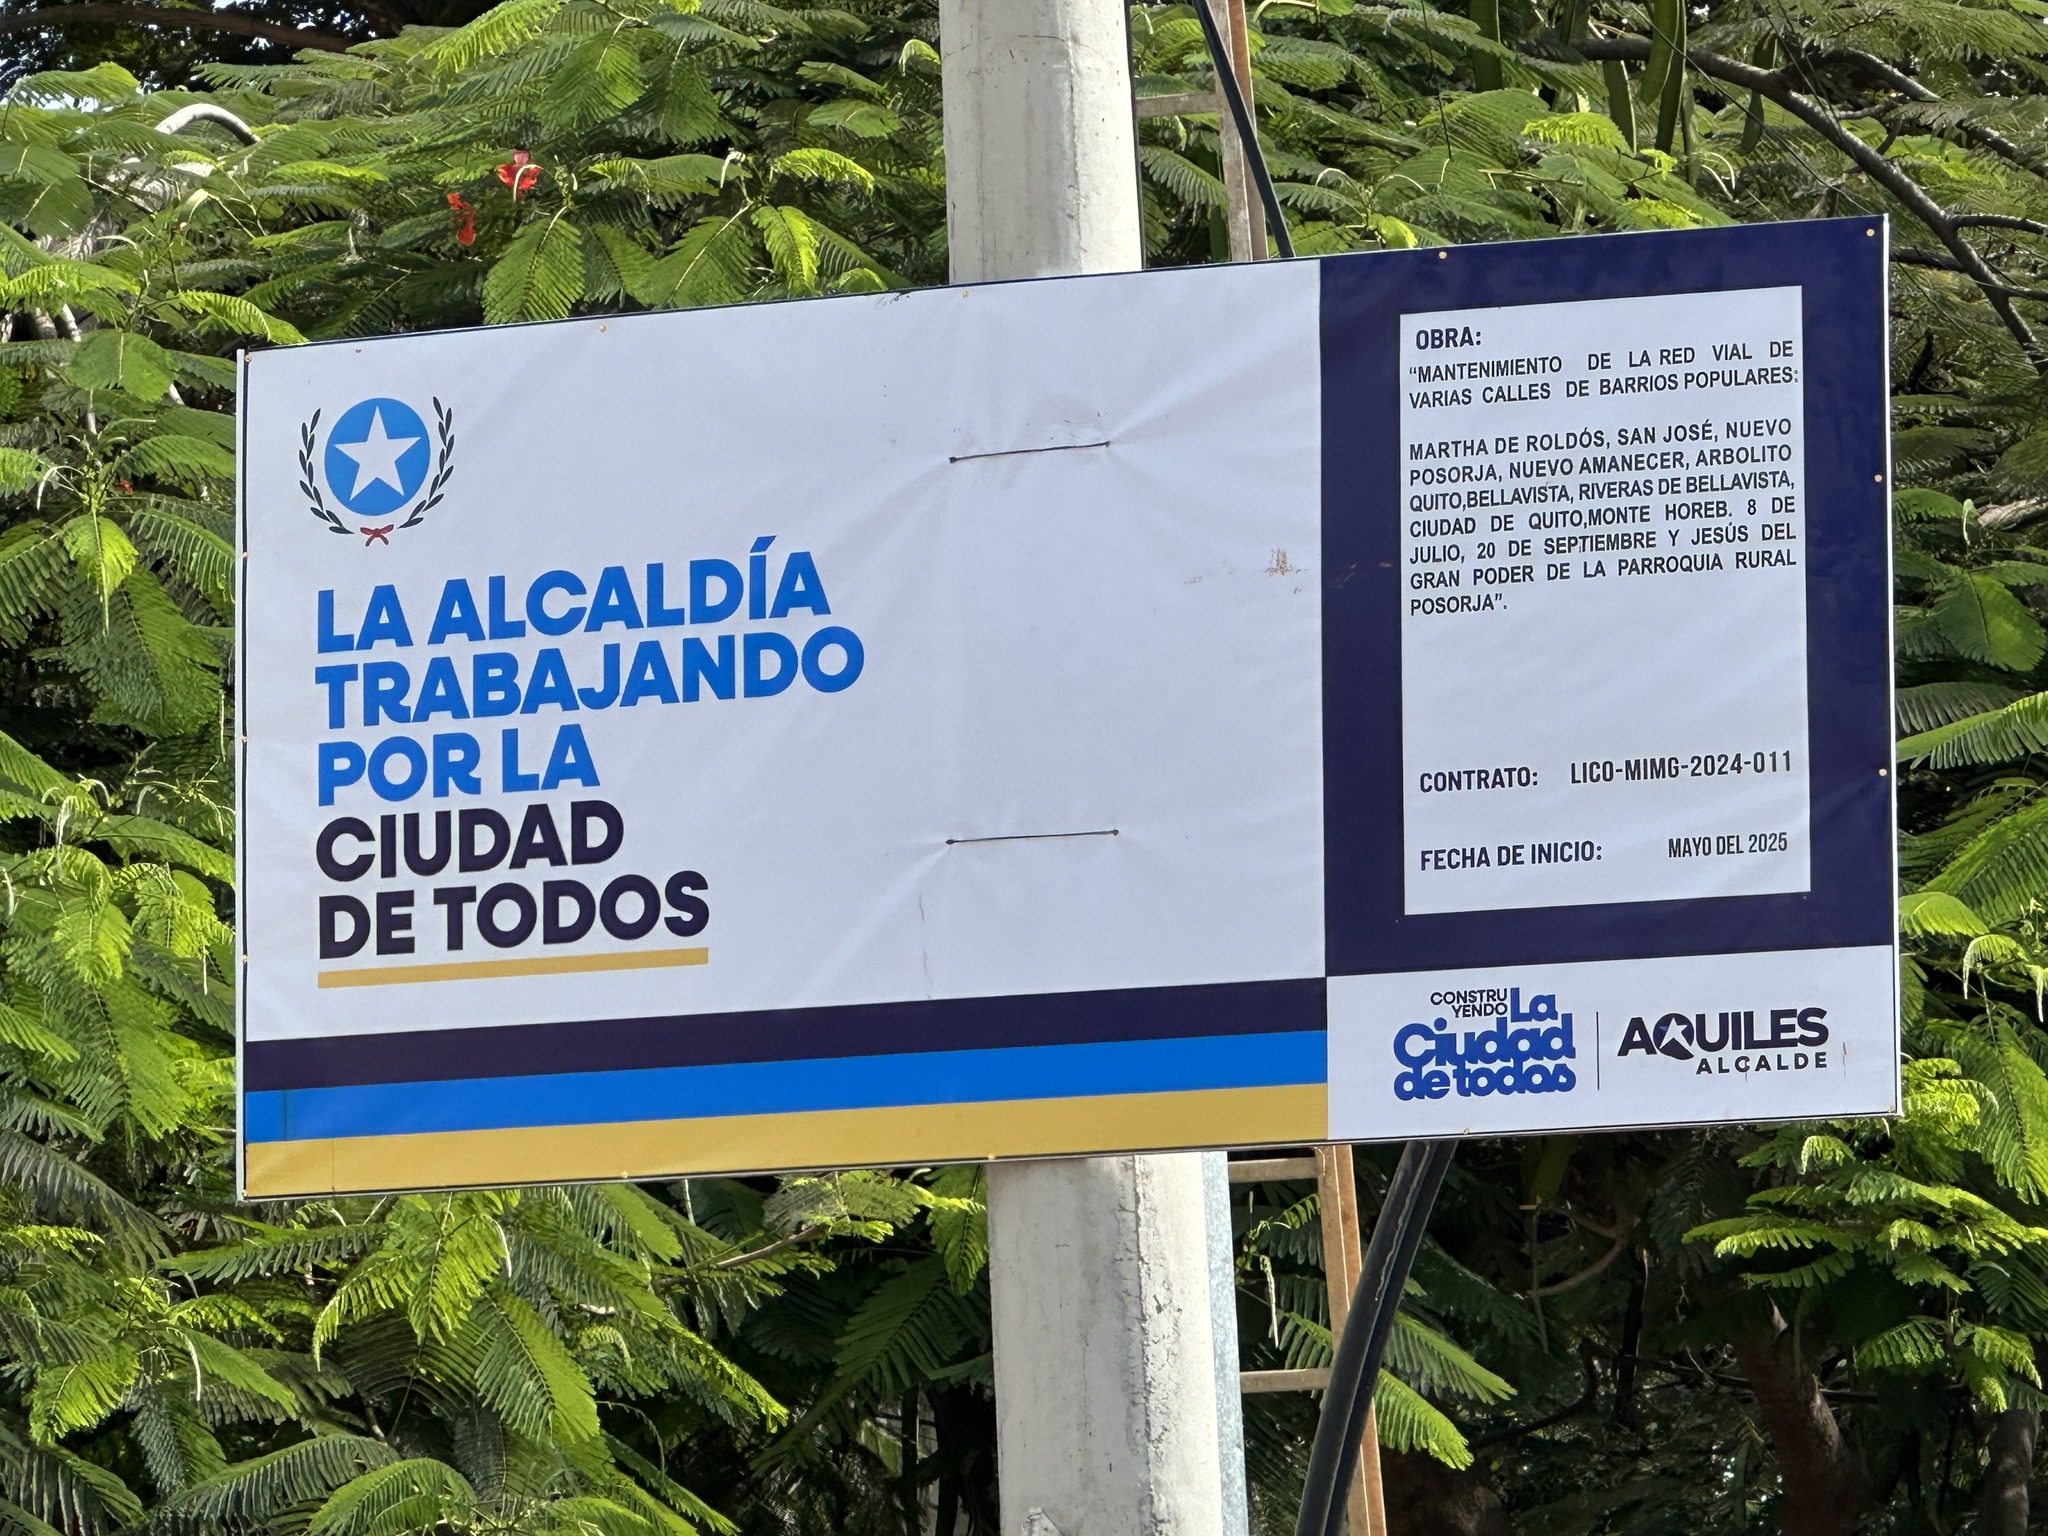 LA ALCALDÍA
TRABAJANDO
POR LA
CIUDAD
DE TODOS
OBRA:
“MANTENIMIENTO DE LA RED VIAL DE
VARIAS CALLES DE BARRIOS POPULARES:
MARTHA DE ROLDÓS, SAN JOSÉ, NUEVO
POSORJA, NUEVO AMANECER, ARBOLITO
QUITO,BELLAVISTA, RIVERAS DE BELLAVISTA,
CIUDAD DE QUITO,MONTE HOREB. 8 DE
JULIO, 20 DE SEPTIEMBRE Y JESÚS DEL
GRAN PODER DE LA PARROQUIA RURAL
POSORJA”.
CONTRATO: LICO-MIMG-2024-011
FECHA DE INICIO: MAYO DEL 2025
CONSTRU
YENDO La
Ciudad
de todos
AQUILES
ALCALDE